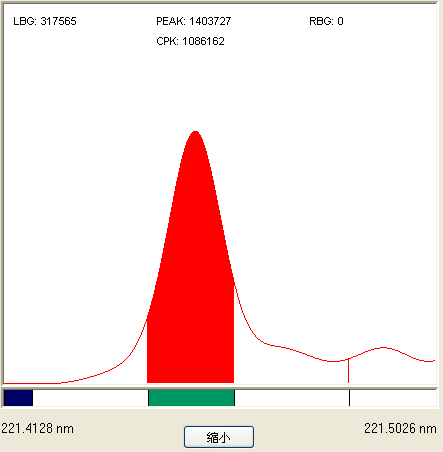 LBG: 317565 PEAK: 1403727 RBG: 0
CPK: 1086162
221.4128 nm 221.5026 nm
缩小